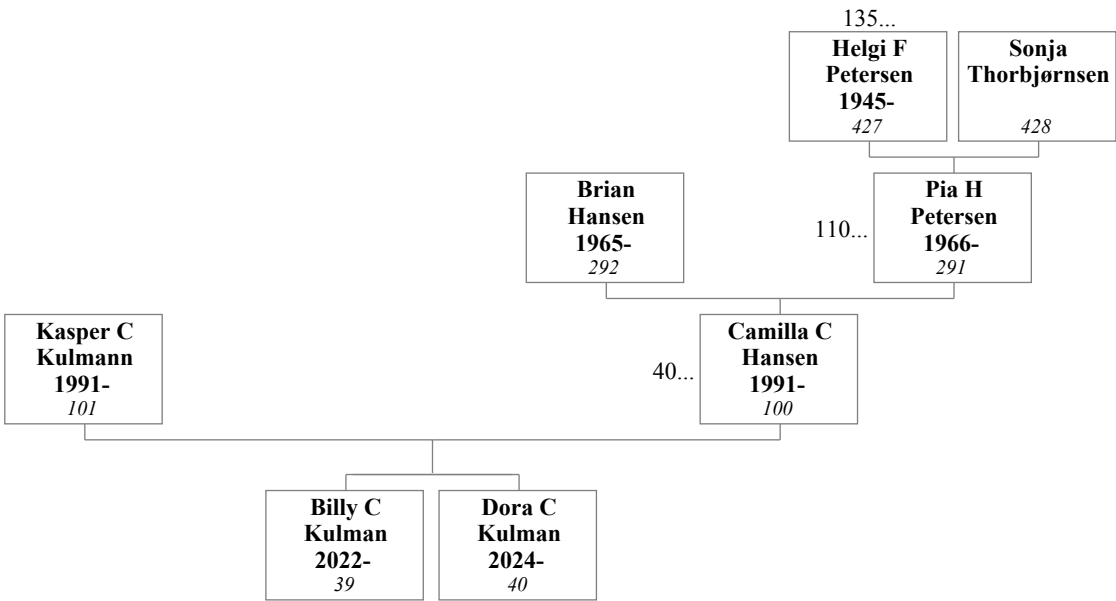 135...
Helgi F
Petersen
1945-
427
Sonja
Thorbjørnsen
428
Brian
Hansen
1965-
292
110...
Pia H
Petersen
1966-
291
Kasper C
Kulmann
1991-
101
40...
Camilla C
Hansen
1991-
100
Billy C
Kulman
2022-
39
Dora C
Kulman
2024-
40